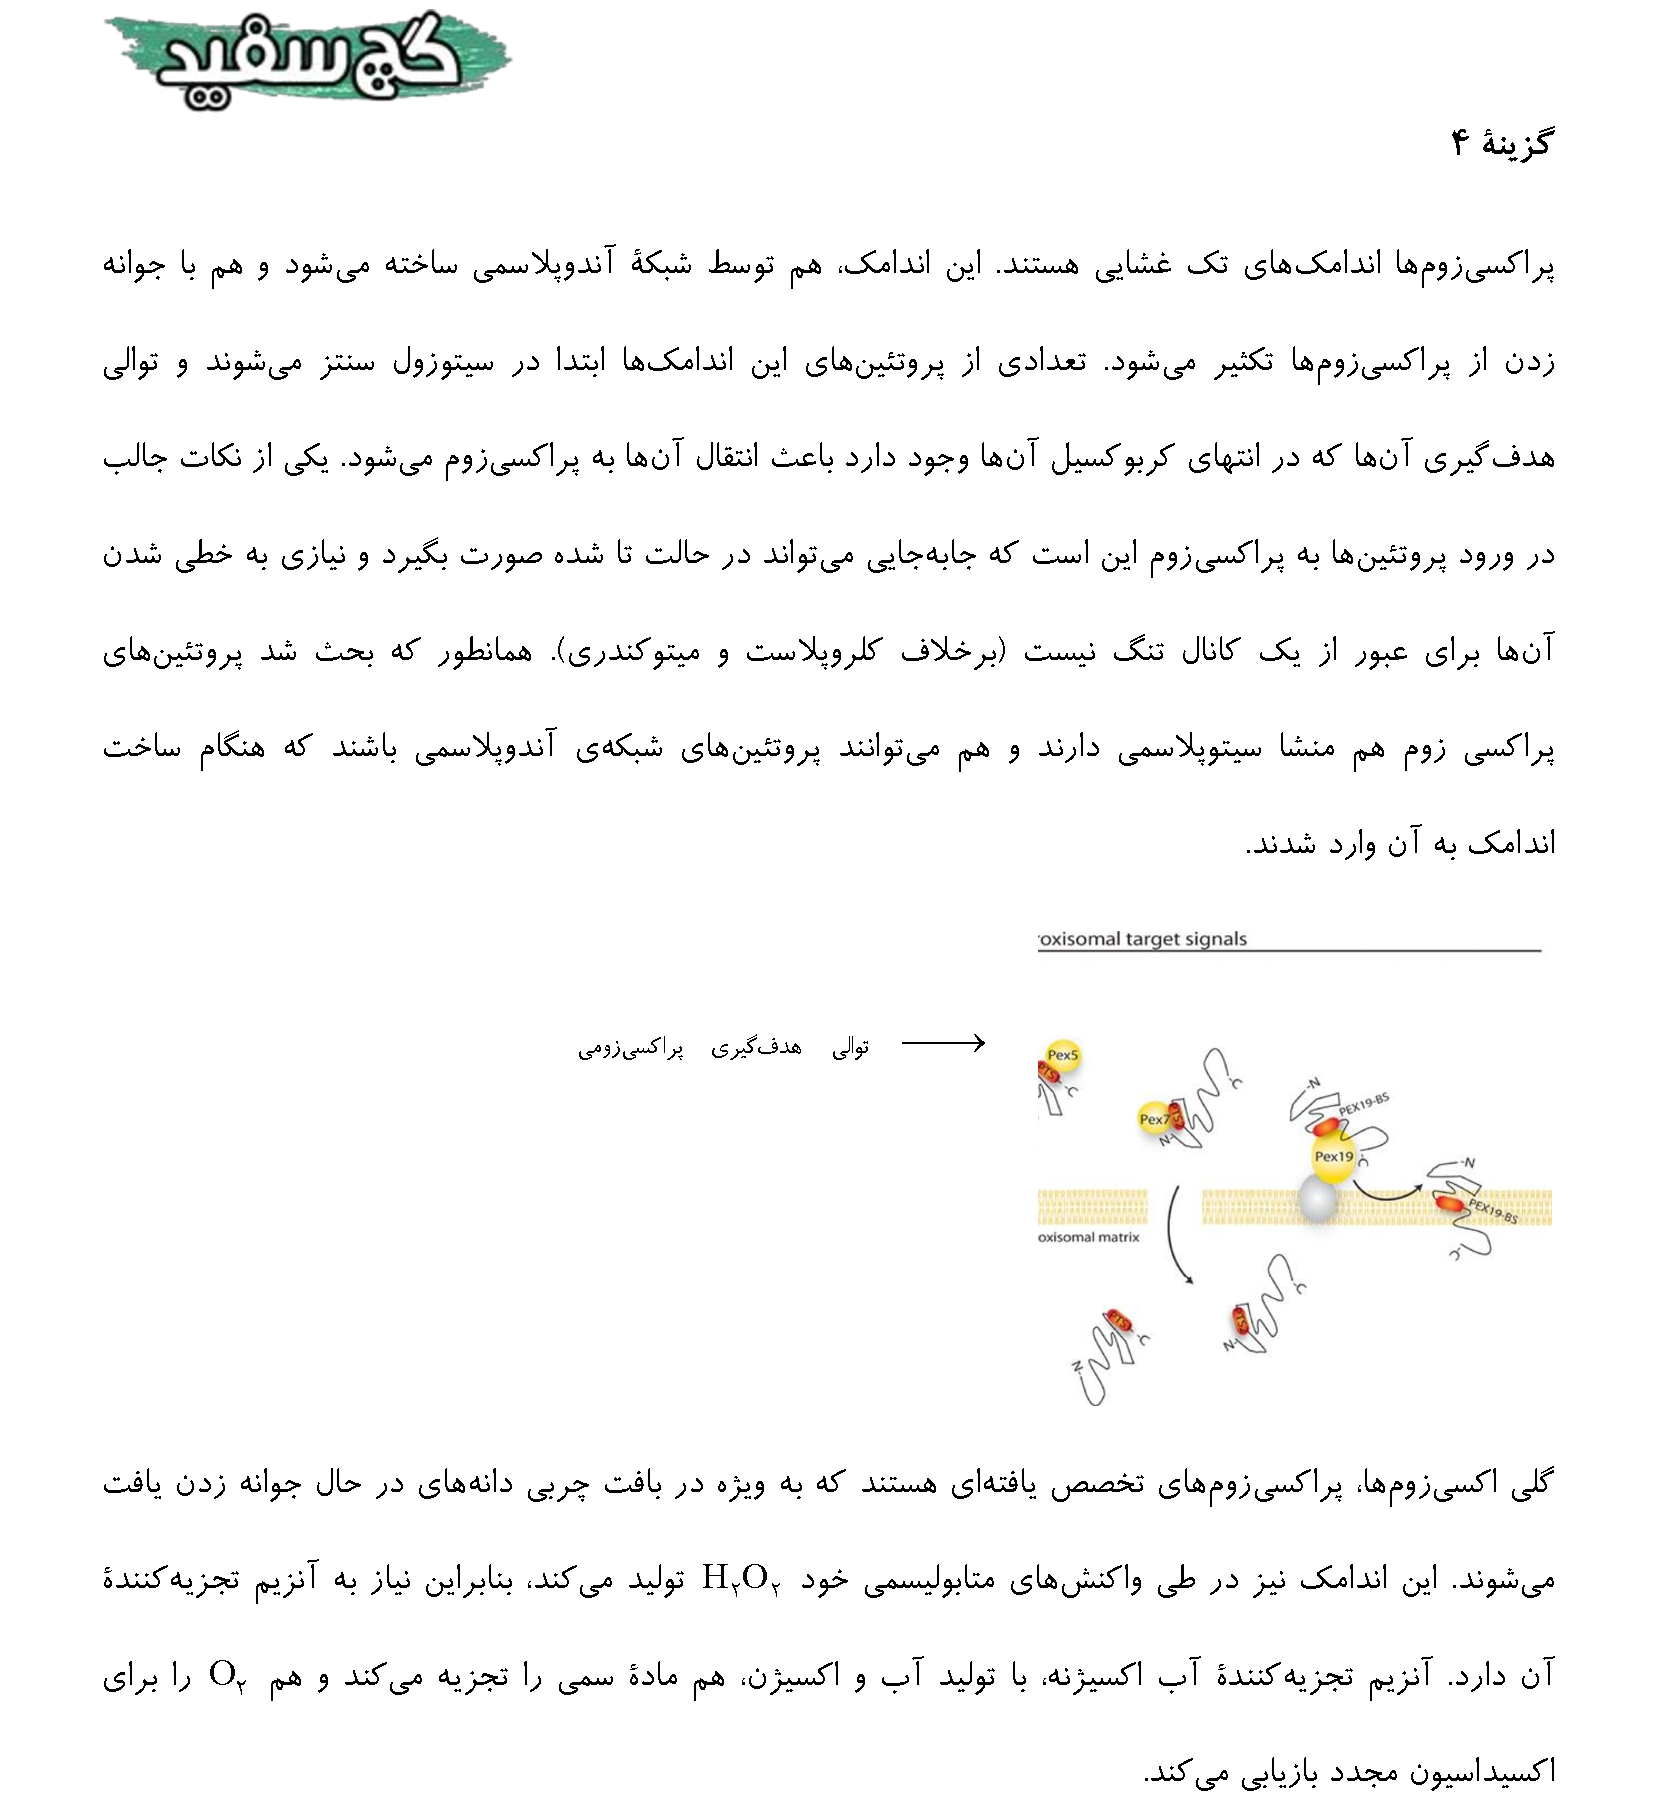 گچ سفید
گزینهٔ ۴
پراکسی‌زوم‌ها اندامک‌های تک غشایی هستند. این اندامک، هم توسط شبکهٔ آندوپلاسمی ساخته می‌شود و هم با جوانه
زدن از پراکسی‌زوم‌ها تکثیر می‌شود. تعدادی از پروتئین‌های این اندامک‌ها ابتدا در سیتوزول سنتز می‌شوند و توالی
هدف‌گیری آن‌ها که در انتهای کربوکسیل آن‌ها وجود دارد باعث انتقال آن‌ها به پراکسی‌زوم می‌شود. یکی از نکات جالب
در ورود پروتئین‌ها به پراکسی‌زوم این است که جابه‌جایی می‌تواند در حالت تا شده صورت بگیرد و نیازی به خطی شدن
آن‌ها برای عبور از یک کانال تنگ نیست (برخلاف کلروپلاست و میتوکندری). همانطور که بحث شد پروتئین‌های
پراکسی زوم هم منشا سیتوپلاسمی دارند و هم می‌توانند پروتئین‌های شبکه‌ی آندوپلاسمی باشند که هنگام ساخت
اندامک به آن وارد شدند.
roxisomal target signals
توالی هدف‌گیری پراکسی‌زومی
Pex5
PTS
C
N
PEX19-BS
Pex7
PTS
N
C
Pex19
C
N
PEX19-BS
C
oxisomal matrix
PTS
C
N
PTS
N
C
گلی اکسی‌زوم‌ها، پراکسی‌زوم‌های تخصص یافته‌ای هستند که به ویژه در بافت چربی دانه‌های در حال جوانه زدن یافت
می‌شوند. این اندامک نیز در طی واکنش‌های متابولیسمی خود H₂O₂ تولید می‌کند، بنابراین نیاز به آنزیم تجزیه‌کنندهٔ
آن دارد. آنزیم تجزیه‌کنندهٔ آب اکسیژنه، با تولید آب و اکسیژن، هم مادهٔ سمی را تجزیه می‌کند و هم O₂ را برای
اکسیداسیون مجدد بازیابی می‌کند.